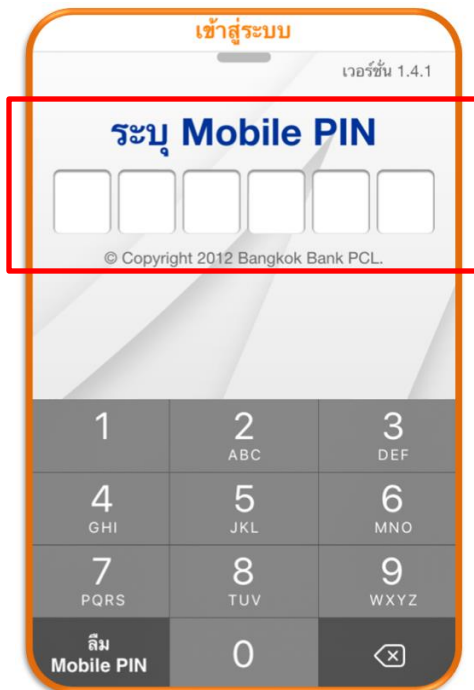 เข้าสู่ระบบ
เวอร์ชั่น 1.4.1
ระบุ Mobile PIN
© Copyright 2012 Bangkok Bank PCL.
1 2 3
ABC DEF
4 5 6
GHI JKL MNO
7 8 9
PQRS TUV WXYZ
ลืม
Mobile PIN 0